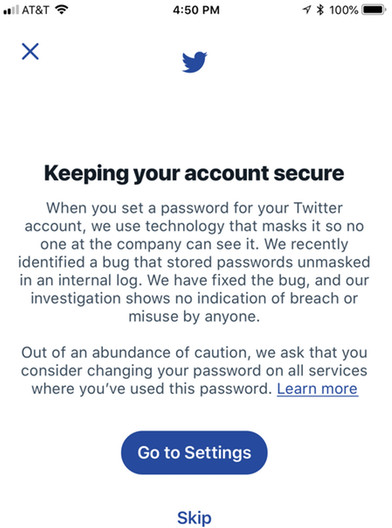 AT&T 4:50 PM 100%
Keeping your account secure
When you set a password for your Twitter
account, we use technology that masks it so no
one at the company can see it. We recently
identified a bug that stored passwords unmasked
in an internal log. We have fixed the bug, and our
investigation shows no indication of breach or
misuse by anyone.
Out of an abundance of caution, we ask that you
consider changing your password on all services
where you've used this password. Learn more
Go to Settings
Skip